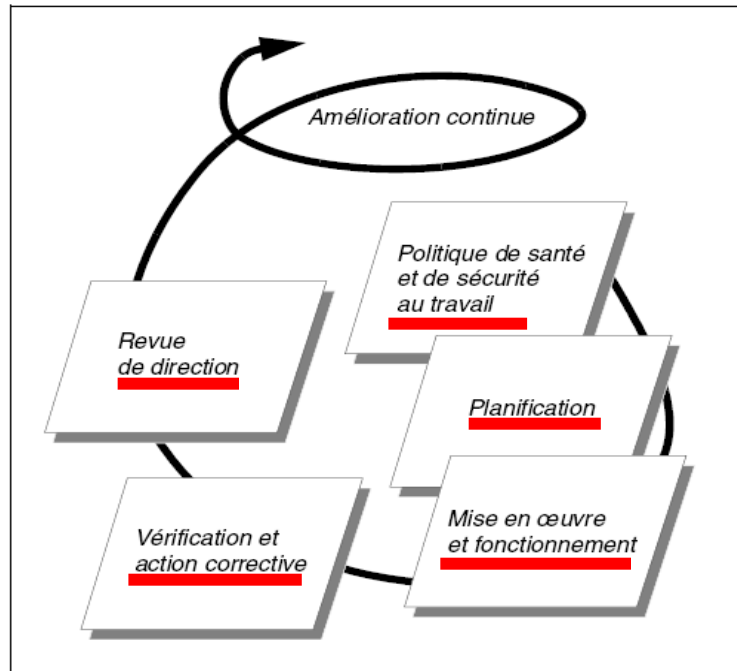 Amélioration continue
Politique de santé
et de sécurité
au travail
Planification
Mise en œuvre
et fonctionnement
Vérification et
action corrective
Revue
de direction